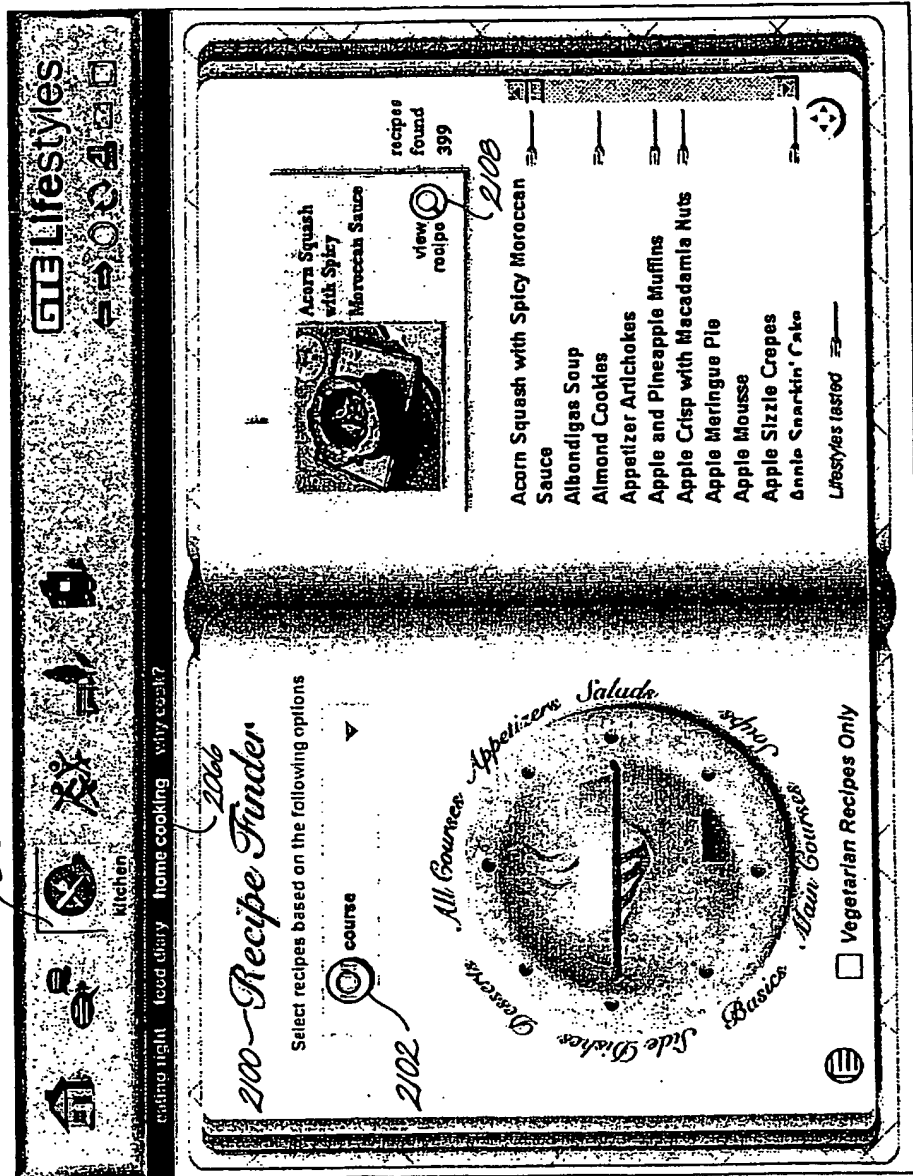 GTE Lifestyles
kitchen
eating right food diary home cooking why cook?
2066
2100
Recipe Finder
Select recipes based on the following options
course
2102
All Courses
Appetizers
Salads
Soups
Main Courses
Basics
Side Dishes
Desserts
Vegetarian Recipes Only
Acorn Squash
with Spicy
Moroccan Sauce
view
recipe
recipes
found
399
2108
Acorn Squash with Spicy Moroccan
Sauce
Albondigas Soup
Almond Cookies
Appetizer Artichokes
Apple and Pineapple Muffins
Apple Crisp with Macadamia Nuts
Apple Meringue Pie
Apple Mousse
Apple Sizzle Crepes
Lifestyles tasted